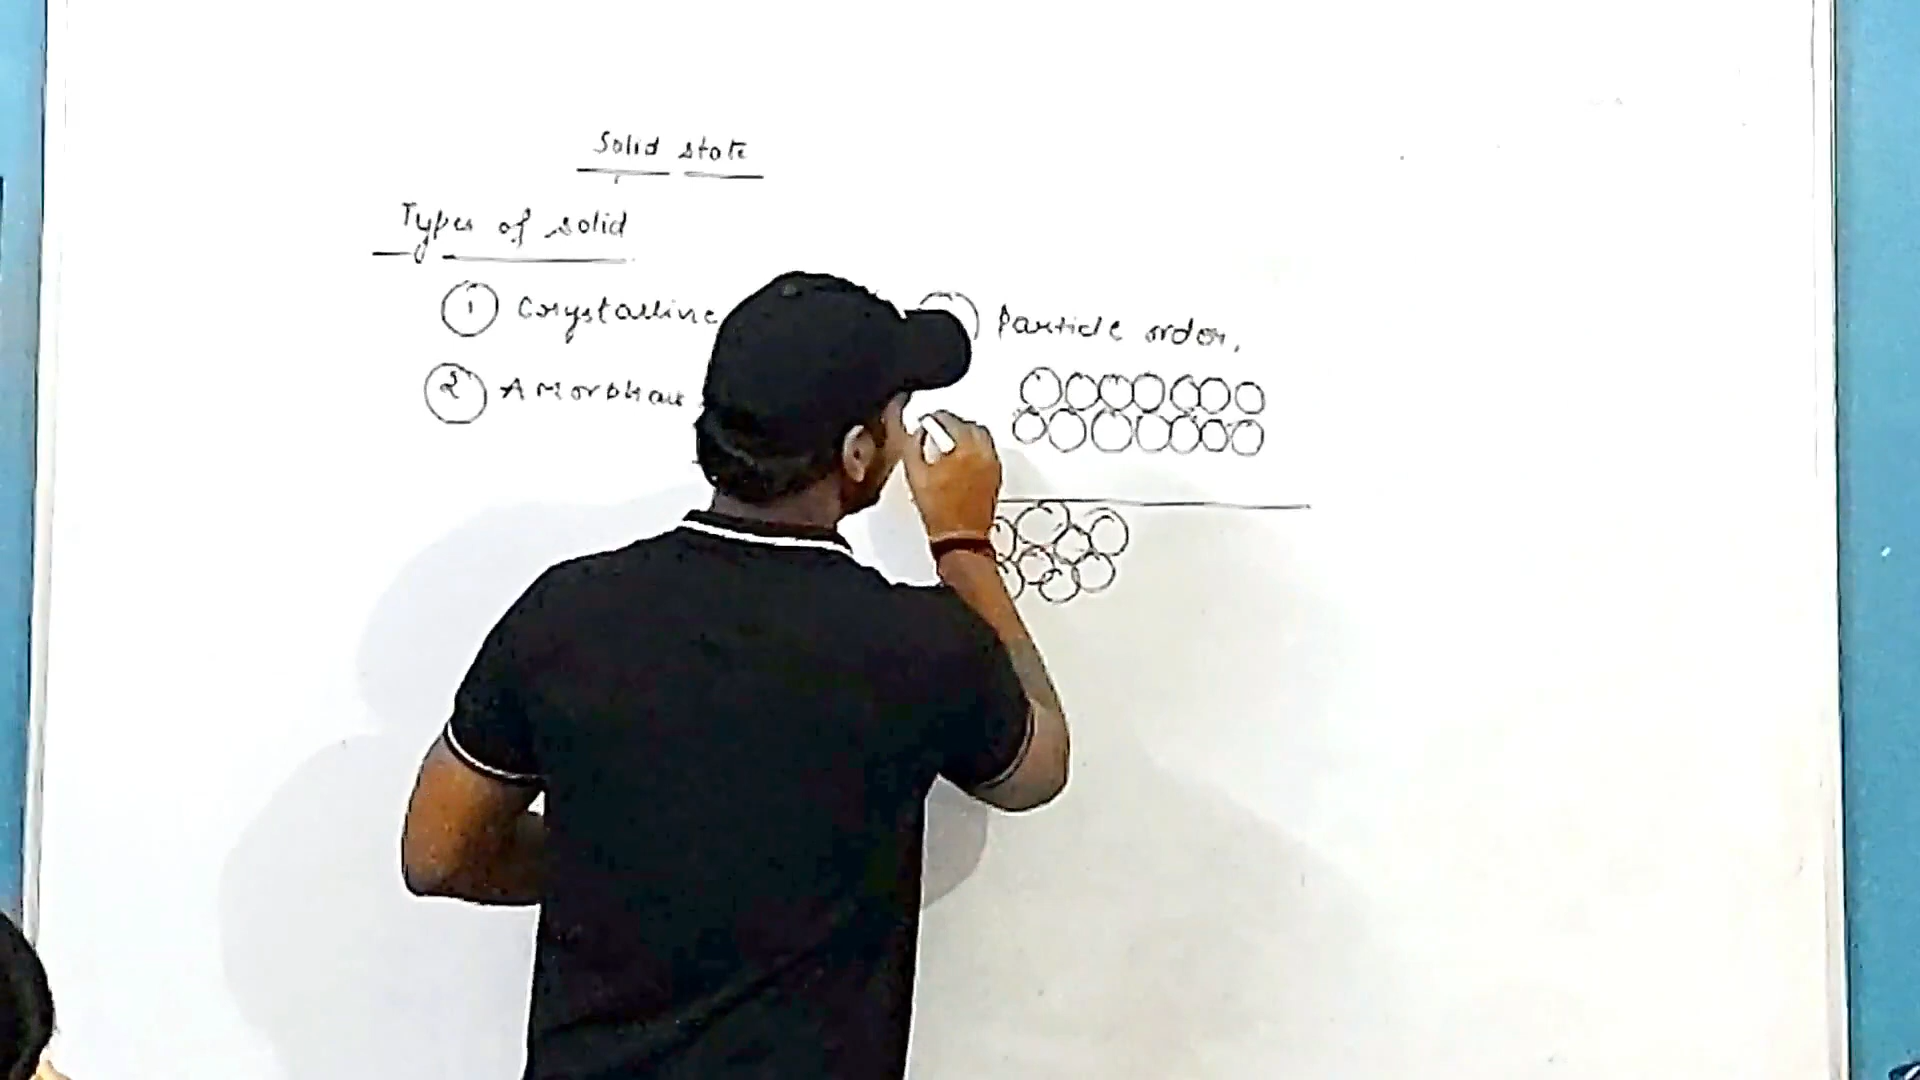 Solid state
Types of solid
1 Crystalline
2 Amorphous
Particle order.